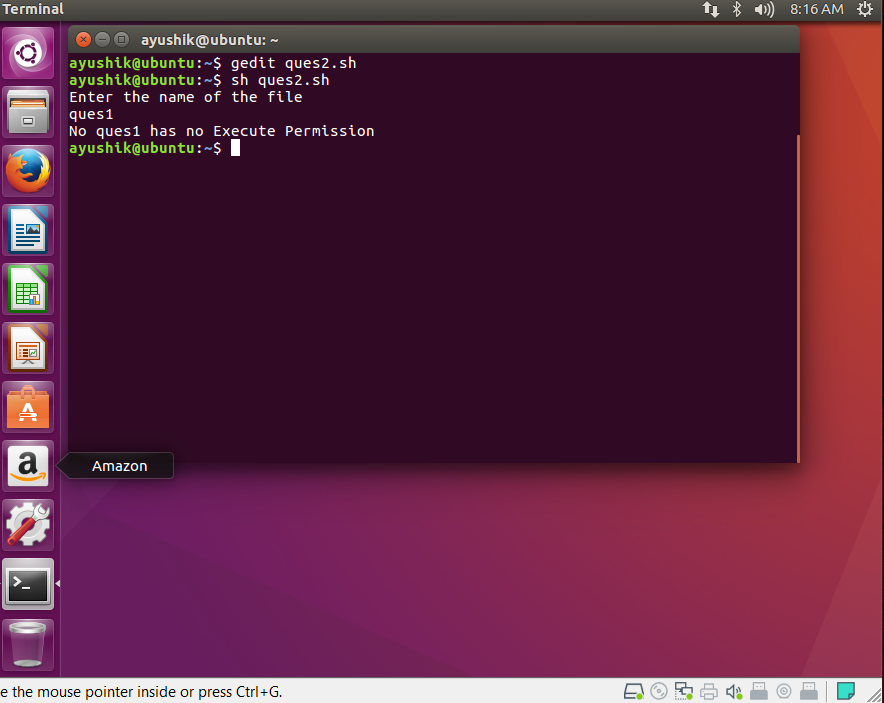 Terminal
8:16 AM
ayushik@ubuntu: ~
ayushik@ubuntu:~$ gedit ques2.sh
ayushik@ubuntu:~$ sh ques2.sh
Enter the name of the file
ques1
No ques1 has no Execute Permission
ayushik@ubuntu:~$
Amazon
e the mouse pointer inside or press Ctrl+G.